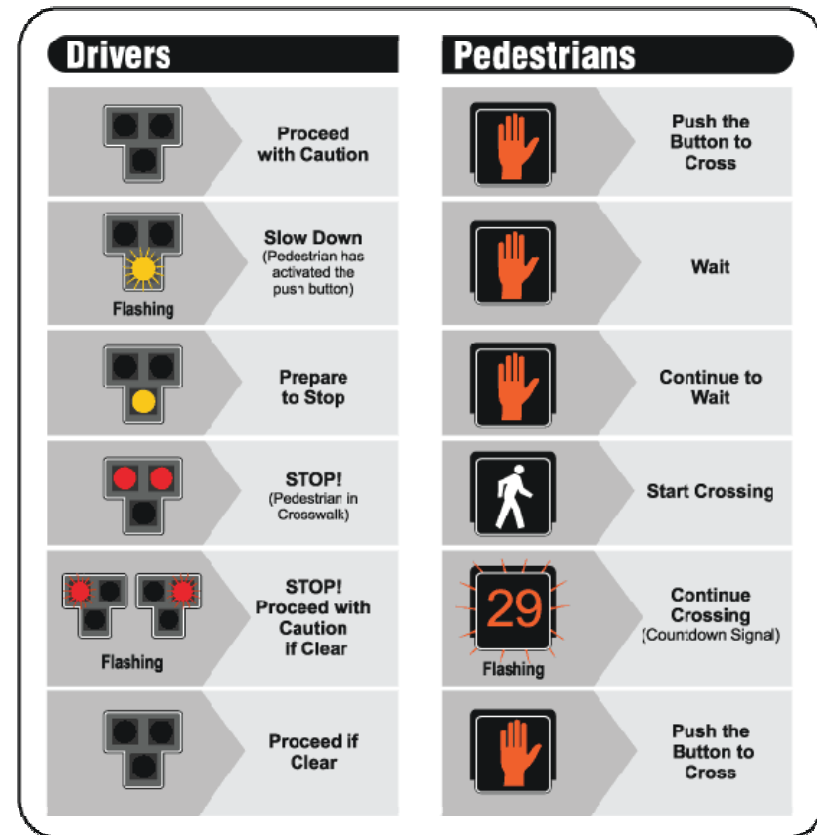 Drivers
Proceed
with Caution
Slow Down
(Pedestrian has
activated the
push button)
Flashing
Prepare
to Stop
STOP!
(Pedestrian in
Crosswalk)
STOP!
Proceed with
Caution
If Clear
Flashing
Proceed if
Clear
Pedestrians
Push the
Button to
Cross
Wait
Continue to
Wait
Start Crossing
29
Flashing
Continue
Crossing
(Countdown Signal)
Push the
Button to
Cross